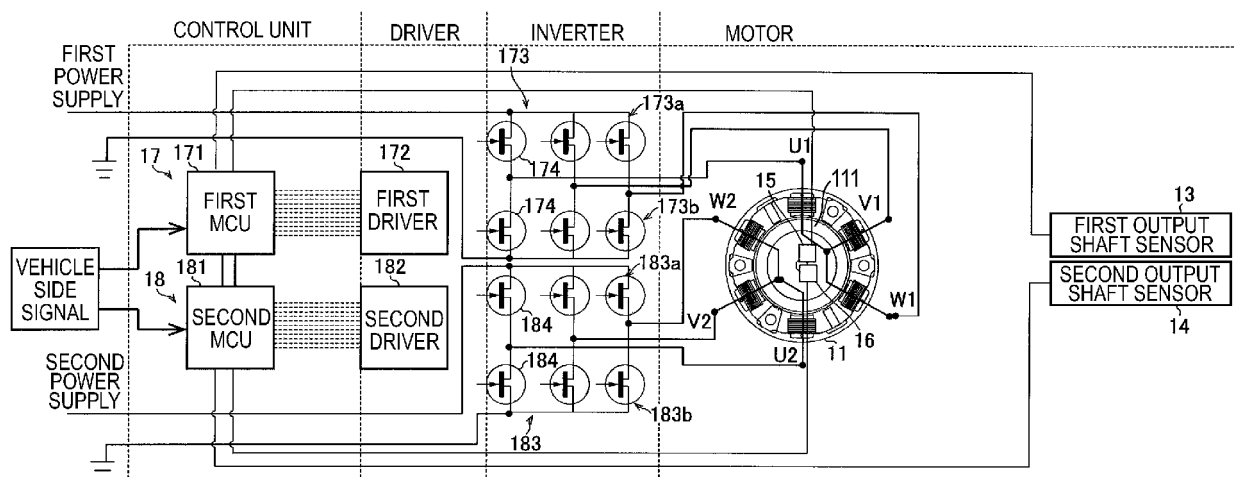 CONTROL UNIT
DRIVER
INVERTER
MOTOR
FIRST
POWER
SUPPLY
173
173a
17
171
172
174
U1
15
111
FIRST
MCU
FIRST
DRIVER
174
173b
W2
V1
13
FIRST OUTPUT
SHAFT SENSOR
VEHICLE
SIDE
SIGNAL
18
181
182
183a
SECOND
MCU
SECOND
DRIVER
184
V2
W1
SECOND OUTPUT
SHAFT SENSOR
14
SECOND
POWER
SUPPLY
184
U2
11
16
183
183b